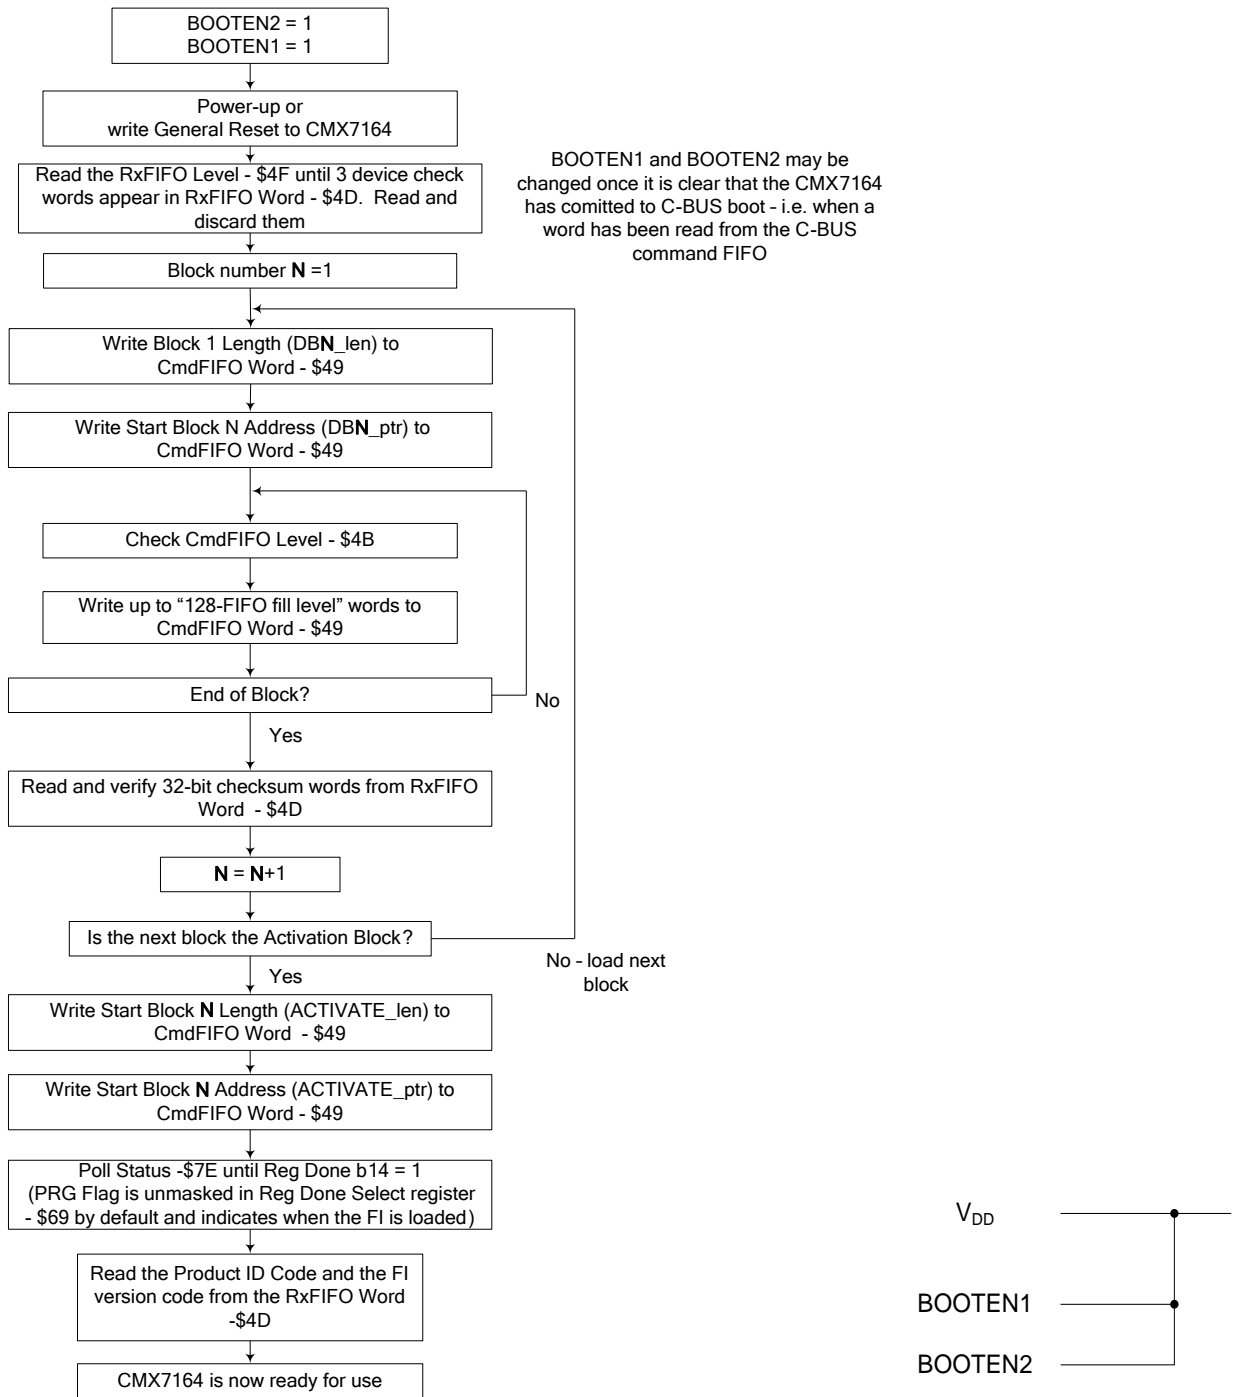 BOOTEN2 = 1
BOOTEN1 = 1
Power-up or
write General Reset to CMX7164
Read the RxFIFO Level - $4F until 3 device check
words appear in RxFIFO Word - $4D. Read and
discard them
BOOTEN1 and BOOTEN2 may be
changed once it is clear that the CMX7164
has comitted to C-BUS boot - i.e. when a
word has been read from the C-BUS
command FIFO
Block number N =1
Write Block 1 Length (DBN_len) to
CmdFIFO Word - $49
Write Start Block N Address (DBN_ptr) to
CmdFIFO Word - $49
Check CmdFIFO Level - $4B
Write up to “128-FIFO fill level” words to
CmdFIFO Word - $49
End of Block?
No
Yes
Read and verify 32-bit checksum words from RxFIFO
Word - $4D
N = N+1
Is the next block the Activation Block?
No - load next
block
Yes
Write Start Block N Length (ACTIVATE_len) to
CmdFIFO Word - $49
Write Start Block N Address (ACTIVATE_ptr) to
CmdFIFO Word - $49
Poll Status -$7E until Reg Done b14 = 1
(PRG Flag is unmasked in Reg Done Select register
- $69 by default and indicates when the FI is loaded)
Read the Product ID Code and the FI
version code from the RxFIFO Word
-$4D
CMX7164 is now ready for use
VDD
BOOTEN1
BOOTEN2